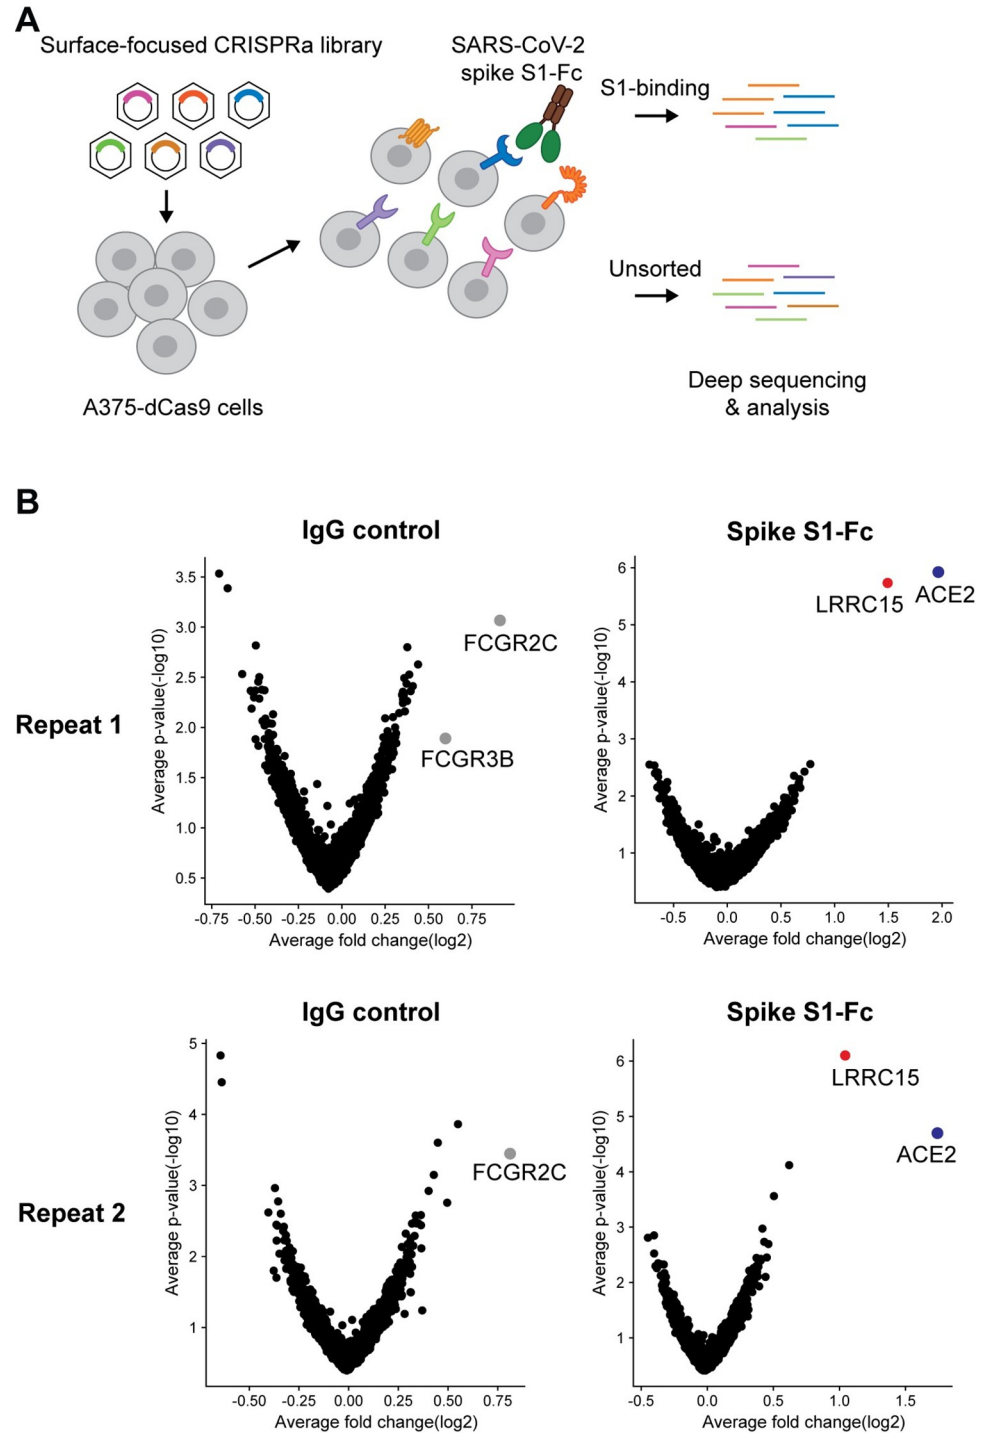 A
Surface-focused CRISPRa library
SARS-CoV-2
spike S1-Fc
S1-binding
Unsorted
A375-dCas9 cells
Deep sequencing
& analysis
B
IgG control
Spike S1-Fc
Repeat 1
Average p-value(-log10)
3.5
3.0
2.5
2.0
1.5
1.0
0.5
FCGR2C
FCGR3B
-0.75 -0.50 -0.25 0.00 0.25 0.50 0.75
Average fold change(log2)
Average p-value(-log10)
6
5
4
3
2
1
LRRC15
ACE2
-0.5 0.0 0.5 1.0 1.5 2.0
Average fold change(log2)
IgG control
Spike S1-Fc
Repeat 2
Average p-value(-log10)
5
4
3
2
1
FCGR2C
-0.50 -0.25 0.00 0.25 0.50 0.75
Average fold change(log2)
Average p-value(-log10)
6
5
4
3
2
1
LRRC15
ACE2
-0.5 0.0 0.5 1.0 1.5
Average fold change(log2)